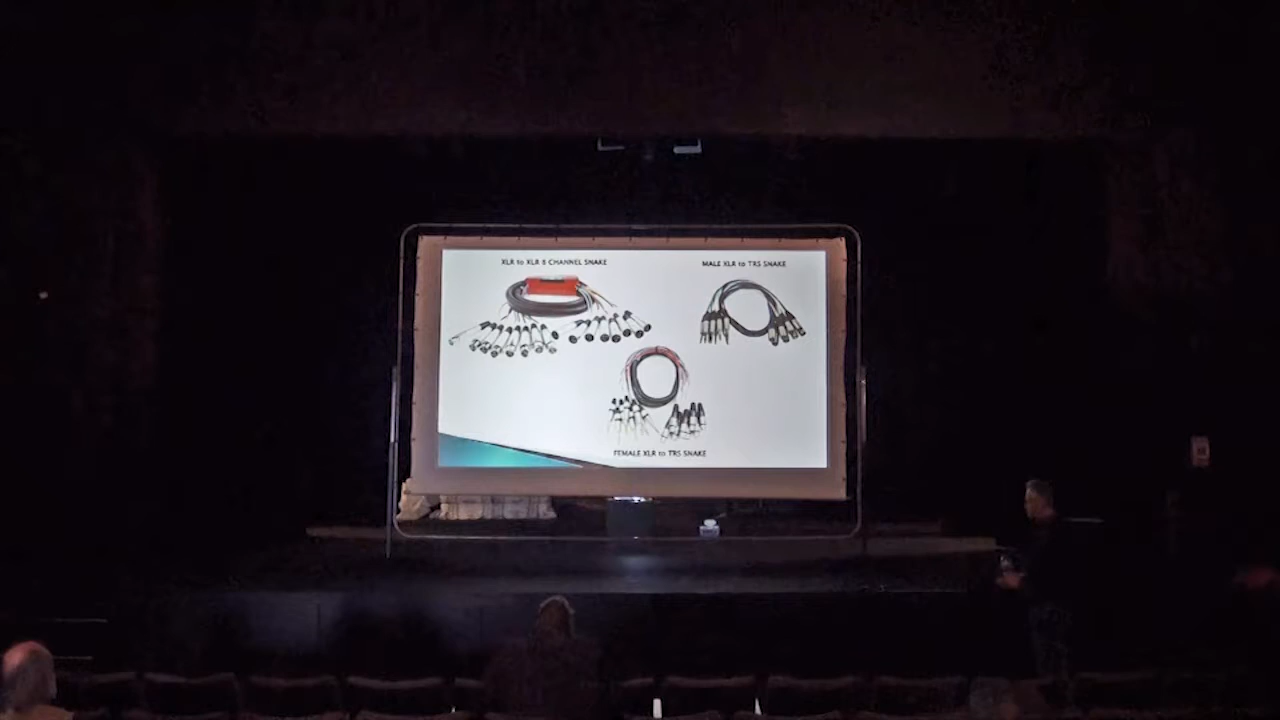 XLR to XLR 8 CHANNEL SNAKE
MALE XLR to TRS SNAKE
FEMALE XLR to TRS SNAKE